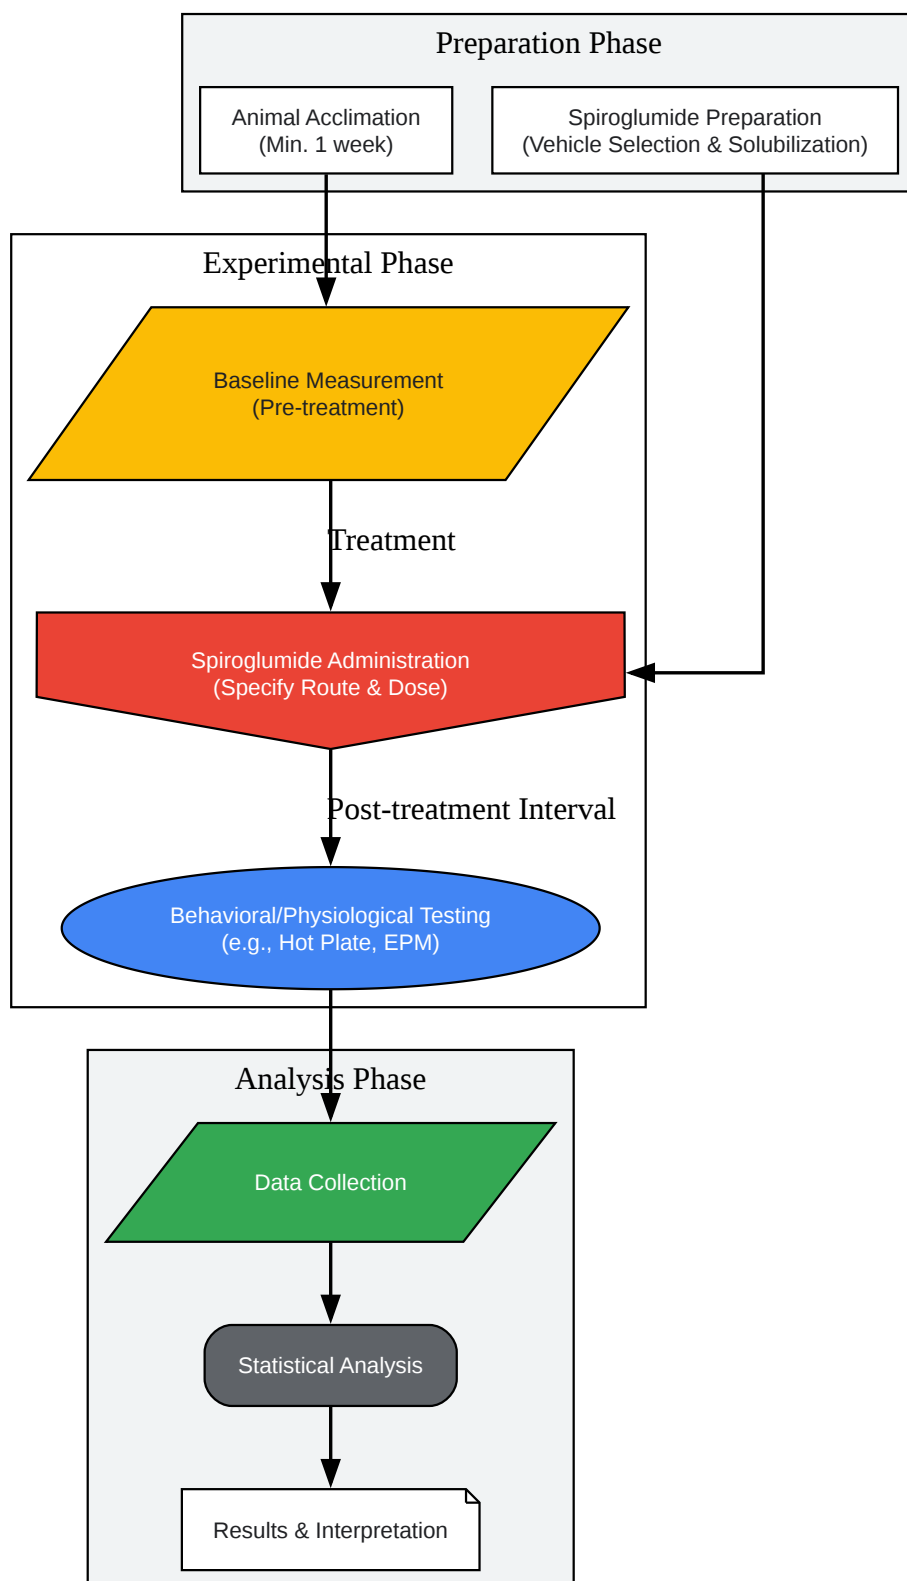 Preparation Phase
Animal Acclimation
(Min. 1 week)
Spiroglumide Preparation
(Vehicle Selection & Solubilization)
Experimental Phase
Baseline Measurement
(Pre-treatment)
Treatment
Spiroglumide Administration
(Specify Route & Dose)
Post-treatment Interval
Behavioral/Physiological Testing
(e.g., Hot Plate, EPM)
Analysis Phase
Data Collection
Statistical Analysis
Results & Interpretation